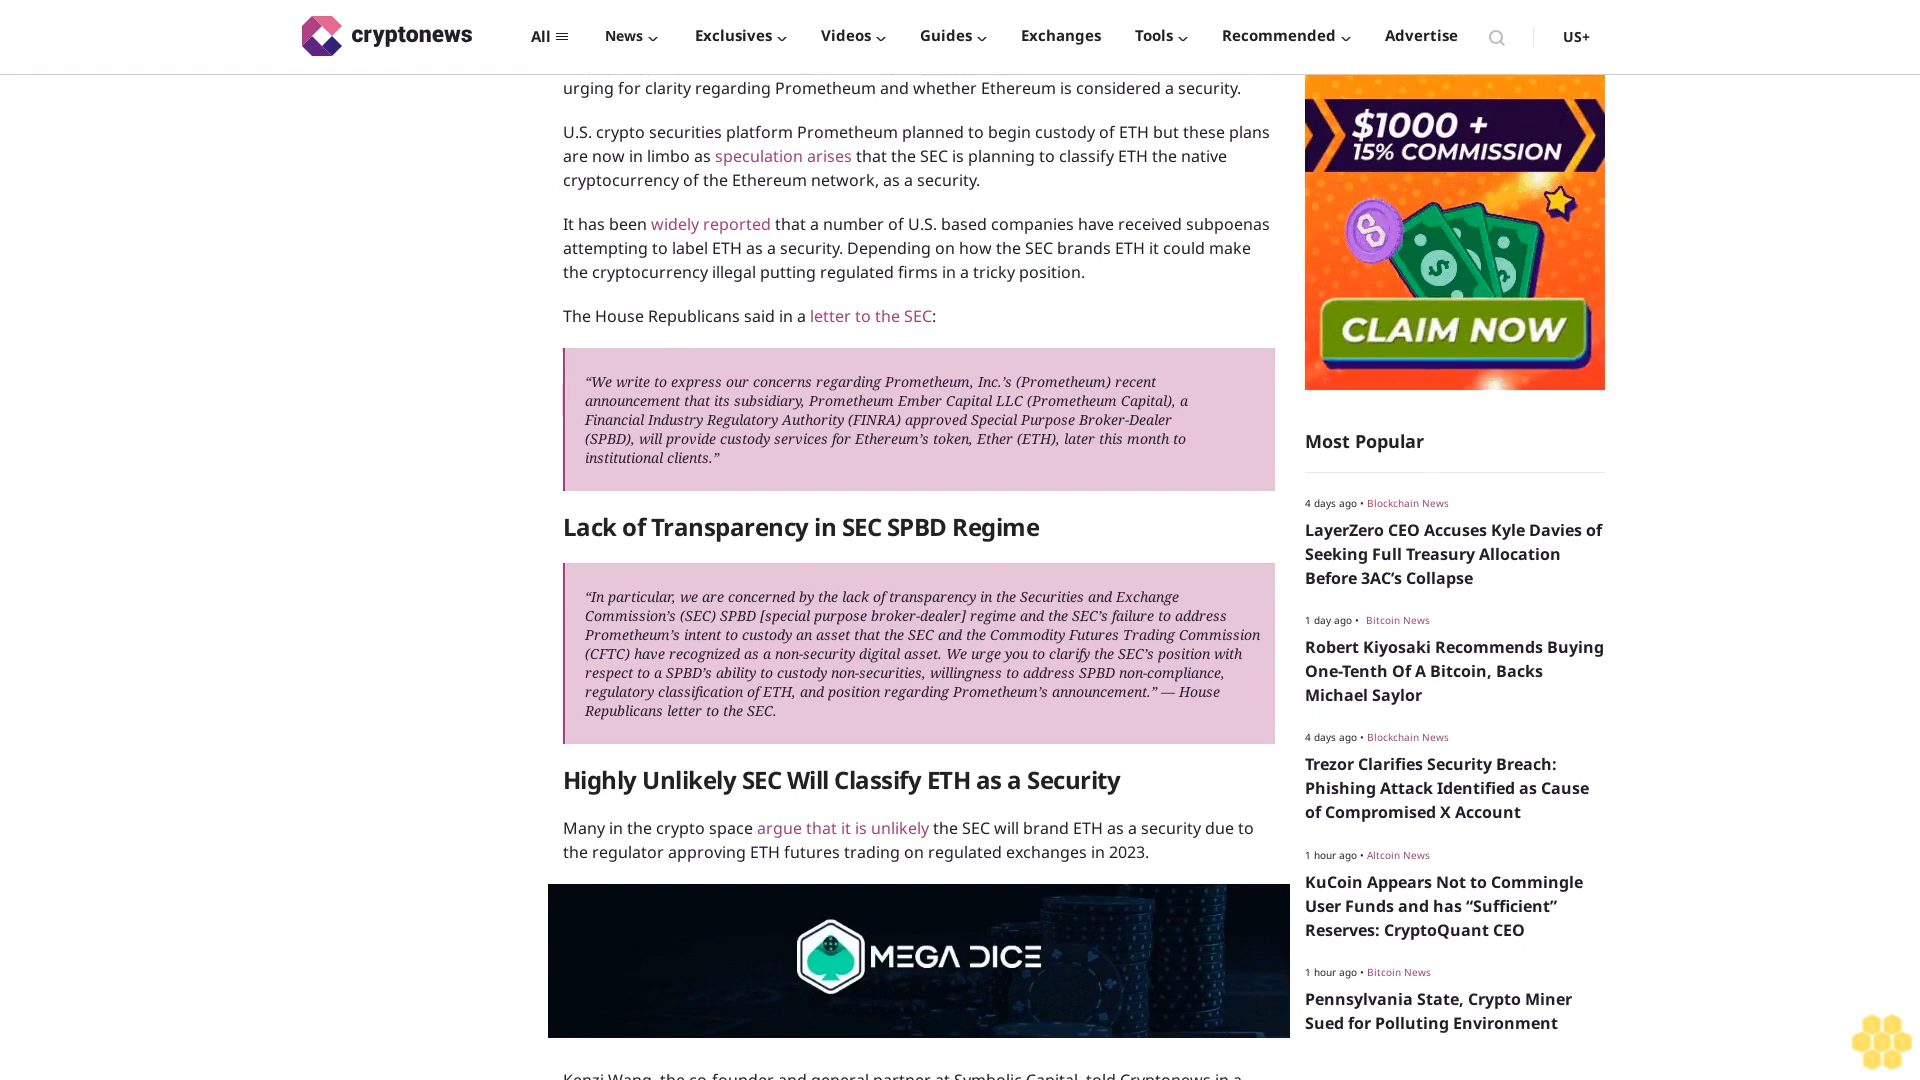 cryptonews
All
News
Exclusives
Videos
Guides
Exchanges
Tools
Recommended
Advertise
US+
urging for clarity regarding Prometheum and whether Ethereum is considered a security.
U.S. crypto securities platform Prometheum planned to begin custody of ETH but these plans
are now in limbo as speculation arises that the SEC is planning to classify ETH the native
cryptocurrency of the Ethereum network, as a security.
It has been widely reported that a number of U.S. based companies have received subpoenas
attempting to label ETH as a security. Depending on how the SEC brands ETH it could make
the cryptocurrency illegal putting regulated firms in a tricky position.
The House Republicans said in a letter to the SEC:
“We write to express our concerns regarding Prometheum, Inc.’s (Prometheum) recent
announcement that its subsidiary, Prometheum Ember Capital LLC (Prometheum Capital), a
Financial Industry Regulatory Authority (FINRA) approved Special Purpose Broker-Dealer
(SPBD), will provide custody services for Ethereum’s token, Ether (ETH), later this month to
institutional clients.”
Lack of Transparency in SEC SPBD Regime
“In particular, we are concerned by the lack of transparency in the Securities and Exchange
Commission’s (SEC) SPBD [special purpose broker-dealer] regime and the SEC’s failure to address
Prometheum’s intent to custody an asset that the SEC and the Commodity Futures Trading Commission
(CFTC) have recognized as a non-security digital asset. We urge you to clarify the SEC’s position with
respect to a SPBD’s ability to custody non-securities, willingness to address SPBD non-compliance,
regulatory classification of ETH, and position regarding Prometheum’s announcement.” — House
Republicans letter to the SEC.
Highly Unlikely SEC Will Classify ETH as a Security
Many in the crypto space argue that it is unlikely the SEC will brand ETH as a security due to
the regulator approving ETH futures trading on regulated exchanges in 2023.
MEGA DICE
Kenzi Wang, the co-founder and general partner at Symbolic Capital, told Cryptonews in a
$1000 +
15% COMMISSION
CLAIM NOW
Most Popular
4 days ago • Blockchain News
LayerZero CEO Accuses Kyle Davies of
Seeking Full Treasury Allocation
Before 3AC’s Collapse
1 day ago • Bitcoin News
Robert Kiyosaki Recommends Buying
One-Tenth Of A Bitcoin, Backs
Michael Saylor
4 days ago • Blockchain News
Trezor Clarifies Security Breach:
Phishing Attack Identified as Cause
of Compromised X Account
1 hour ago • Altcoin News
KuCoin Appears Not to Commingle
User Funds and has “Sufficient”
Reserves: CryptoQuant CEO
1 hour ago • Bitcoin News
Pennsylvania State, Crypto Miner
Sued for Polluting Environment